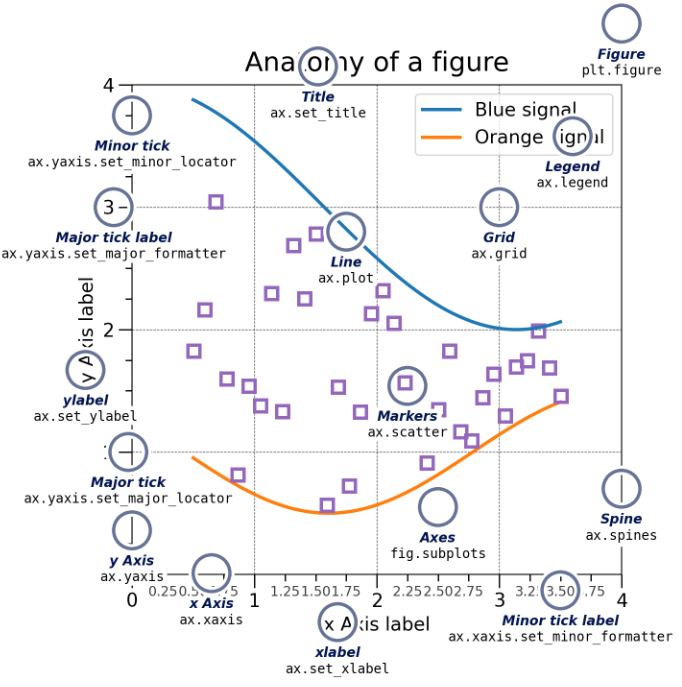 Figure
plt.figure
Anatomy of a figure
Title
ax.set_title
4
Blue signal
Orange signal
Legend
ax.legend
Minor tick
ax.yaxis.set_minor_locator
3
Major tick label
ax.yaxis.set_major_formatter
Grid
ax.grid
Line
ax.plot
y Axis label
2
ylabel
ax.set_ylabel
Markers
ax.scatter
Major tick
ax.yaxis.set_major_locator
Spine
ax.spines
Axes
fig.subplots
y Axis
ax.yaxis
0.25 1.25 1.50 1.75 2.25 2.50 2.75 3.50
0 1 2 3 4
x Axis
ax.xaxis
x Axis label
Minor tick label
ax.xaxis.set_minor_formatter
xlabel
ax.set_xlabel